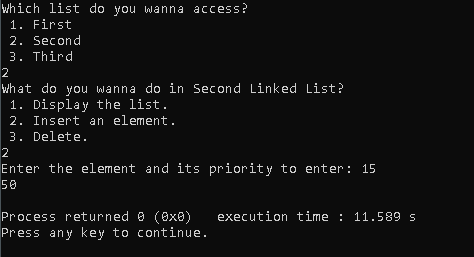 Which list do you wanna access?
1. First
2. Second
3. Third
2
What do you wanna do in Second Linked List?
1. Display the list.
2. Insert an element.
3. Delete.
2
Enter the element and its priority to enter: 15
50
Process returned 0 (0x0)   execution time : 11.589 s
Press any key to continue.